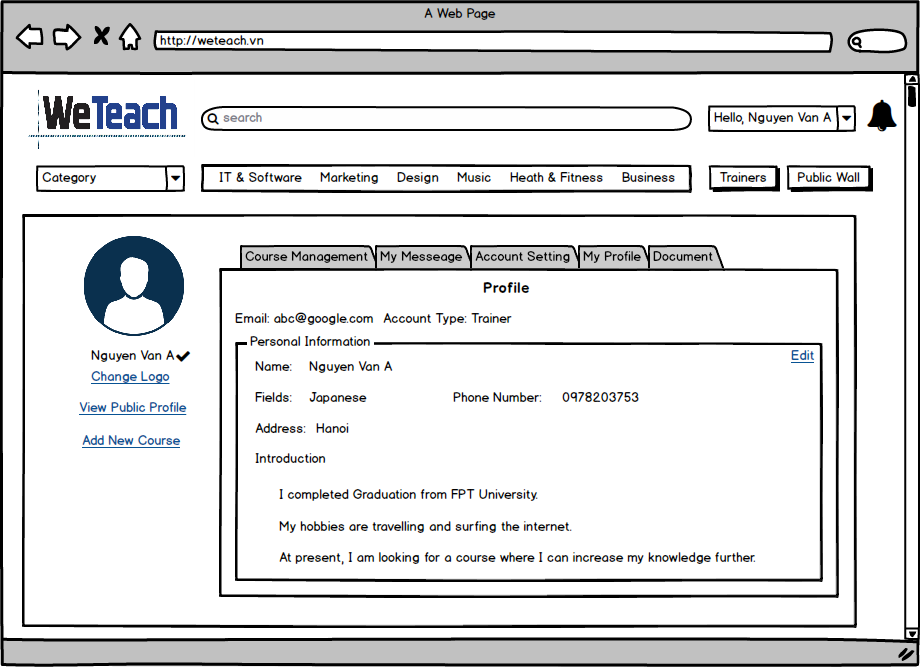 A Web Page
http://weteach.vn
WeTeach
search
Hello, Nguyen Van A
Category
IT & Software Marketing Design Music Heath & Fitness Business
Trainers
Public Wall
Course Management My Messeage Account Setting My Profile Document
Profile
Email: abc@google.com Account Type: Trainer
Nguyen Van A
Change Logo
View Public Profile
Add New Course
Personal Information
Edit
Name: Nguyen Van A
Fields: Japanese Phone Number: 0978203753
Address: Hanoi
Introduction
I completed Graduation from FPT University.
My hobbies are travelling and surfing the internet.
At present, I am looking for a course where I can increase my knowledge further.